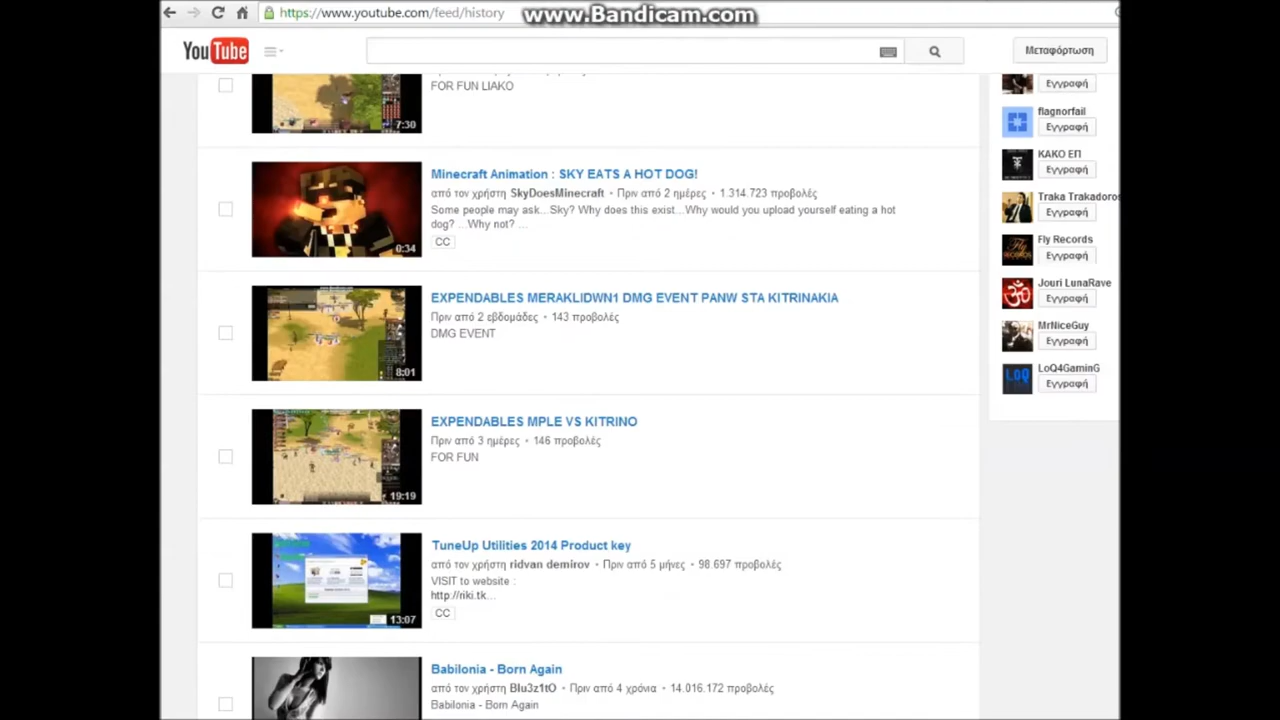 https://www.youtube.com/feed/history
www.Bandicam.com
YouTube
Μεταφόρτωση
FOR FUN LIAKO
7:30
Minecraft Animation : SKY EATS A HOT DOG!
από τον χρήστη SkyDoesMinecraft • Πριν από 2 ημέρες • 1.314.723 προβολές
Some people may ask...Sky? Why does this exist...Why would you upload yourself eating a hot
dog? ...Why not? ...
CC
0:34
EXPENDABLES MERAKLIDWN1 DMG EVENT PANW STA KITRINAKIA
Πριν από 2 εβδομάδες • 143 προβολές
DMG EVENT
8:01
EXPENDABLES MPLE VS KITRINO
Πριν από 3 ημέρες • 146 προβολές
FOR FUN
19:19
TuneUp Utilities 2014 Product key
από τον χρήστη ridvan demirov • Πριν από 5 μήνες • 98.697 προβολές
VISIT to website :
http://riki.tk...
CC
13:07
Babilonia - Born Again
από τον χρήστη Blu3z1tO • Πριν από 4 χρόνια • 14.016.172 προβολές
Babilonia - Born Again
Εγγραφή
flagnorfail
Εγγραφή
ΚΑΚΟ ΕΠ
Εγγραφή
Traka Trakadoros
Εγγραφή
Fly Records
Εγγραφή
Jouri LunaRave
Εγγραφή
MrNiceGuy
Εγγραφή
LoQ4GaminG
LOQ
Εγγραφή